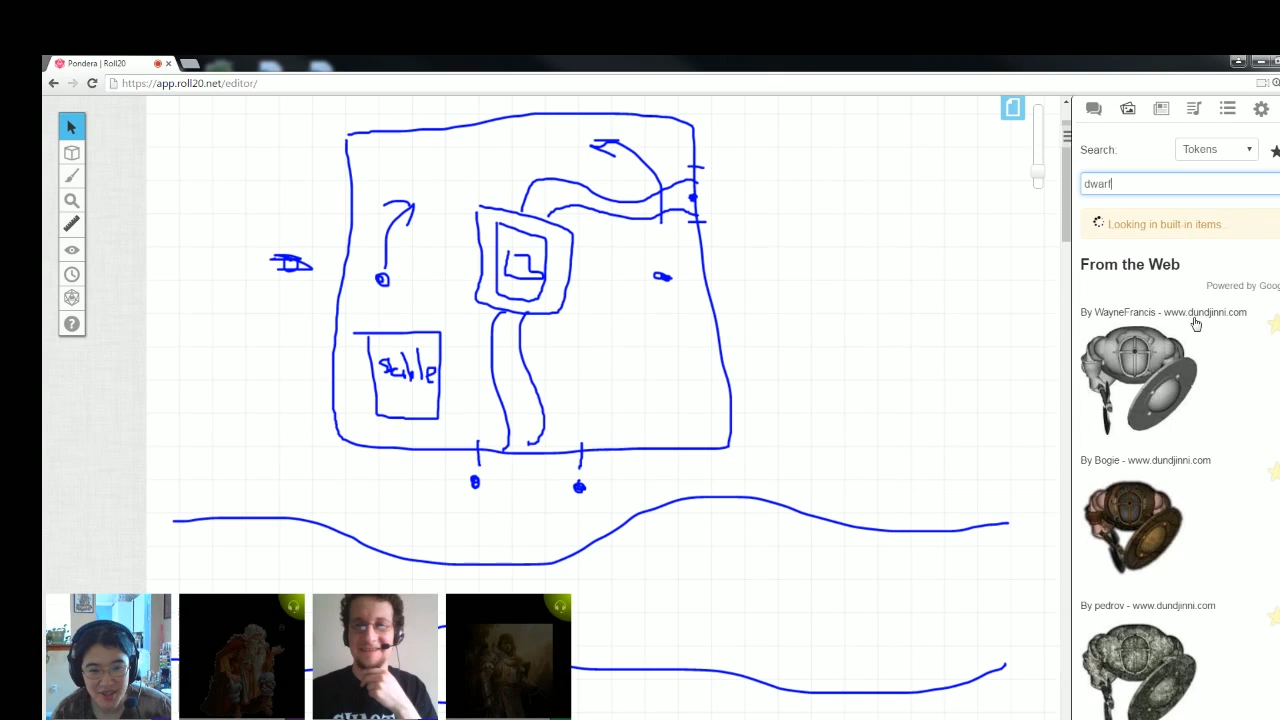 Pondera | Roll20
https://app.roll20.net/editor/
Search:
Tokens
dwarf
Looking in built-in items..
From the Web
Powered by Goog
By WayneFrancis - www.dundjinni.com
By Bogie - www.dundjinni.com
By pedrov - www.dundjinni.com
stable